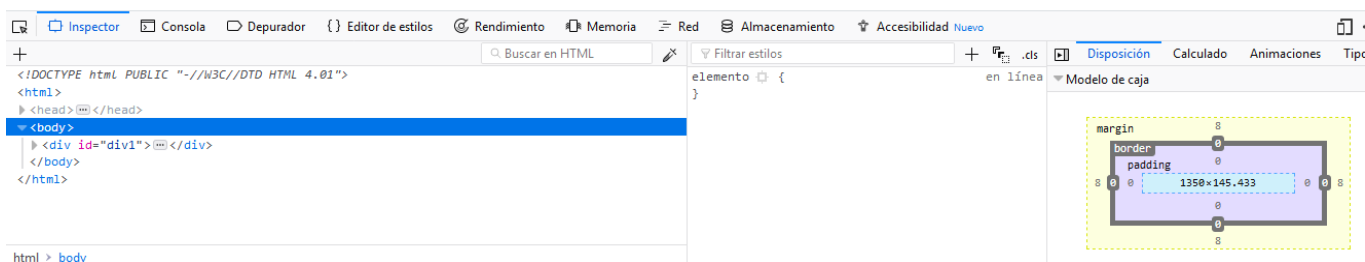 Inspector Consola Depurador {} Editor de estilos Rendimiento Memoria Red Almacenamiento Accesibilidad Nuevo
+ Buscar en HTML Filtrar estilos + .cls Disposición Calculado Animaciones Tipo
<!DOCTYPE html PUBLIC "-//W3C//DTD HTML 4.01">
<html>
<head>⋯</head>
<body>
<div id="div1">⋯</div>
</body>
</html>
html > body
elemento {
en línea
}
Modelo de caja
margin 8
border 0
padding 0
8 0 0 1350×145.433 0 0 8
0
0
8